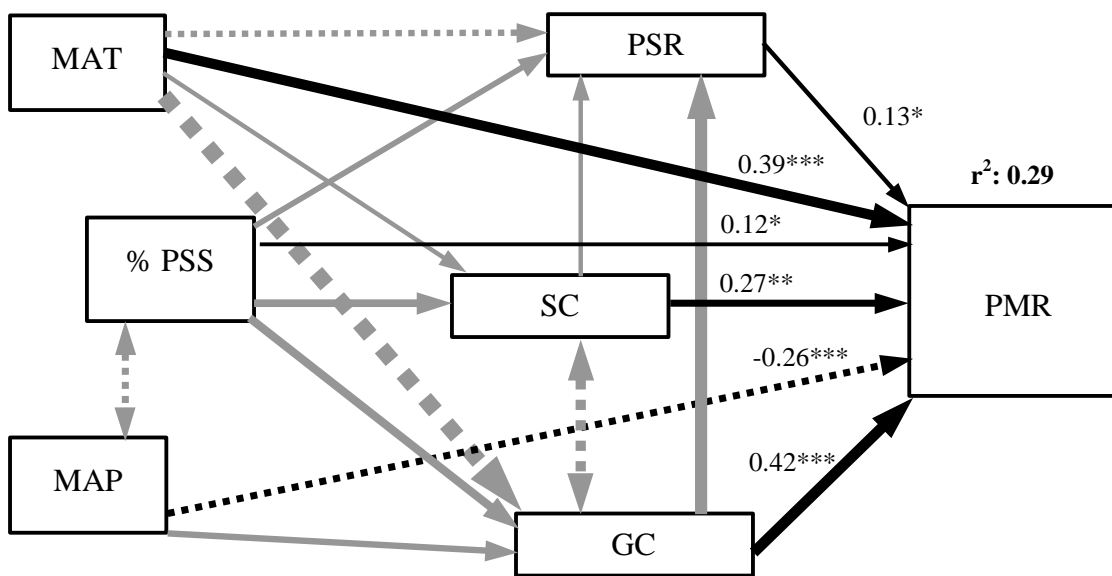 MAT
PSR
0.13*
0.39***
r²: 0.29
0.12*
% PSS
SC
0.27**
PMR
-0.26***
MAP
0.42***
GC